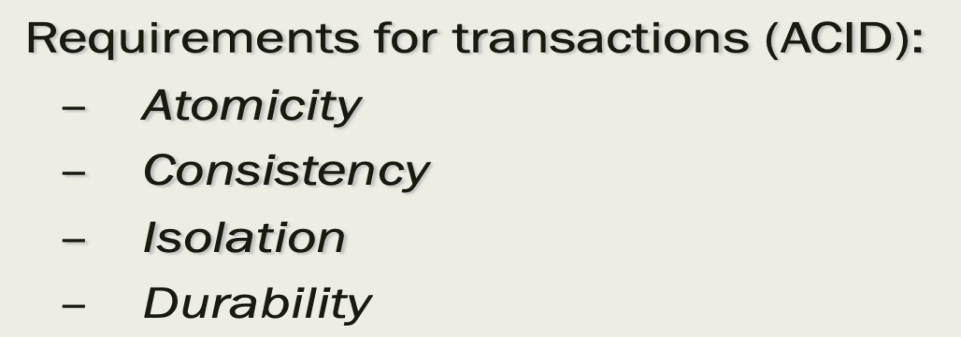 Requirements for transactions (ACID):
– Atomicity
– Consistency
– Isolation
– Durability